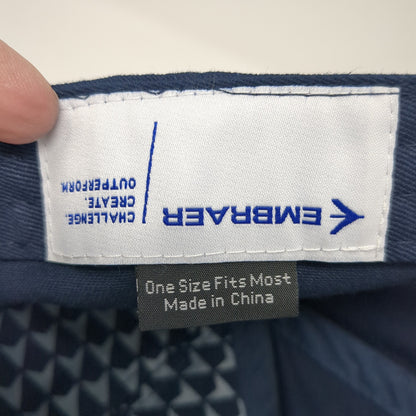 EMBRAER
CHALLENGE.
CREATE.
OUTPERFORM.
One Size Fits Most
Made in China